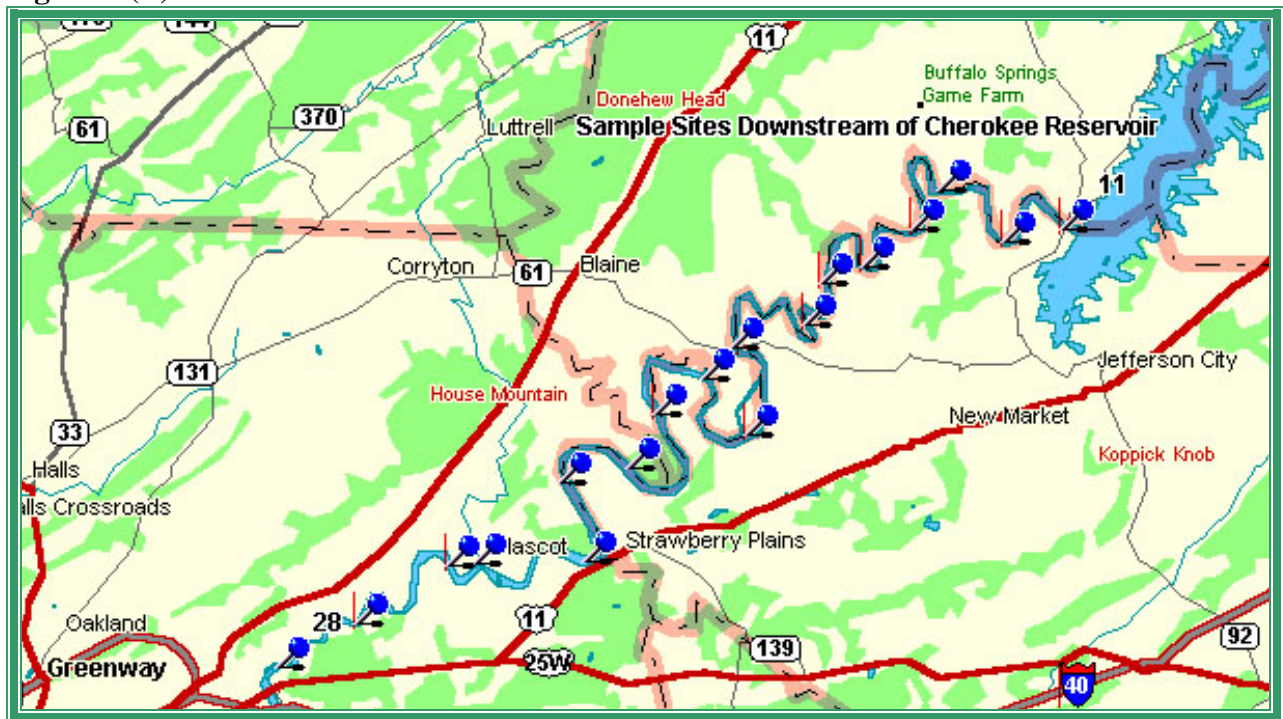 11
370
61
Donehew Head
Luttrell
Buffalo Springs
Game Farm
Sample Sites Downstream of Cherokee Reservoir
11
Corryton
61
Blaine
131
House Mountain
Jefferson City
New Market
33
Koppick Knob
Halls
alls Crossroads
lascot
Strawberry Plains
28
Oakland
11
Greenway
25W
139
92
40